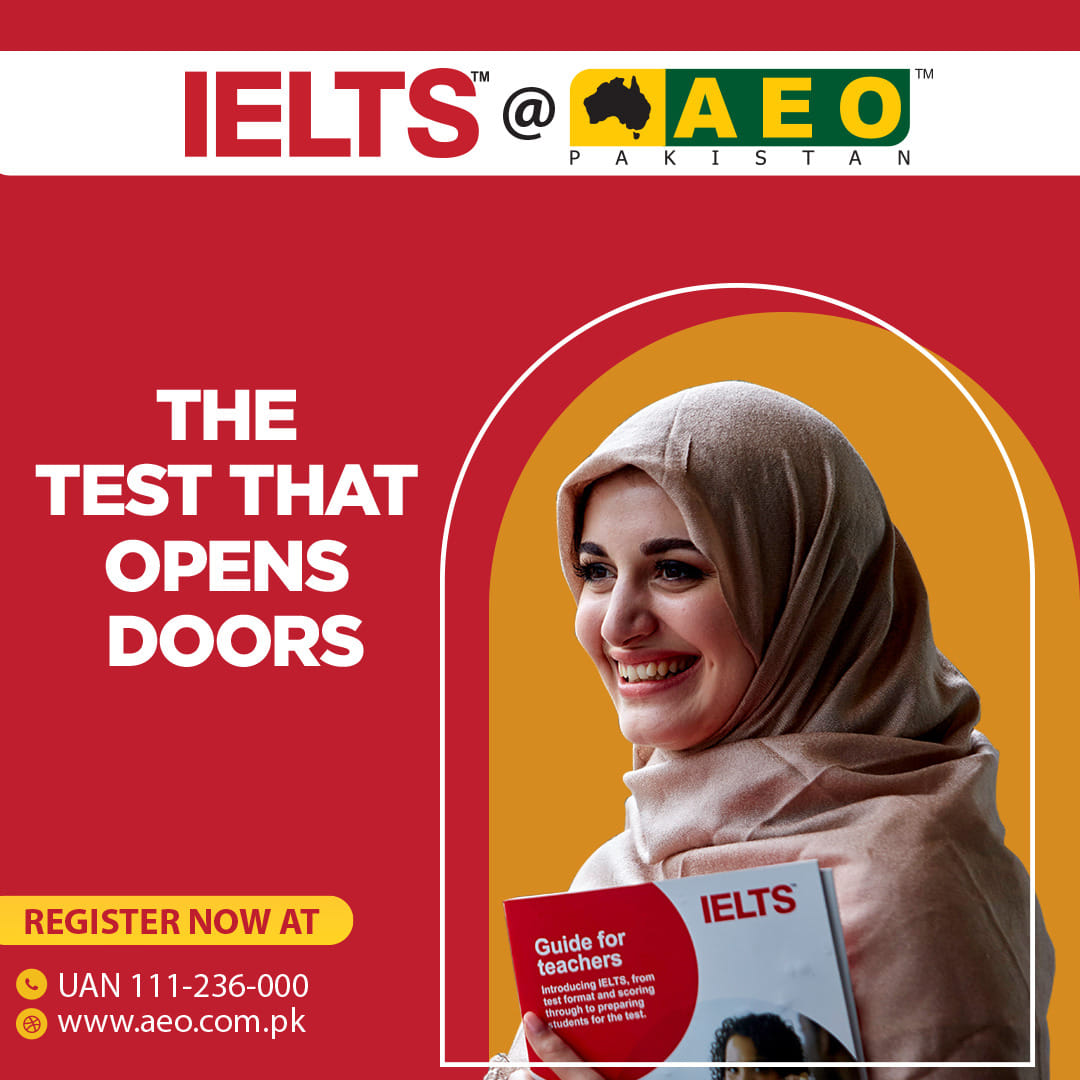 IELTS™ @ AEO™
PAKISTAN
THE
TEST THAT
OPENS
DOORS
IELTS™
Guide for
teachers
Introducing IELTS, from
test format and scoring
through to preparing
students for the test.
REGISTER NOW AT
UAN 111-236-000
www.aeo.com.pk